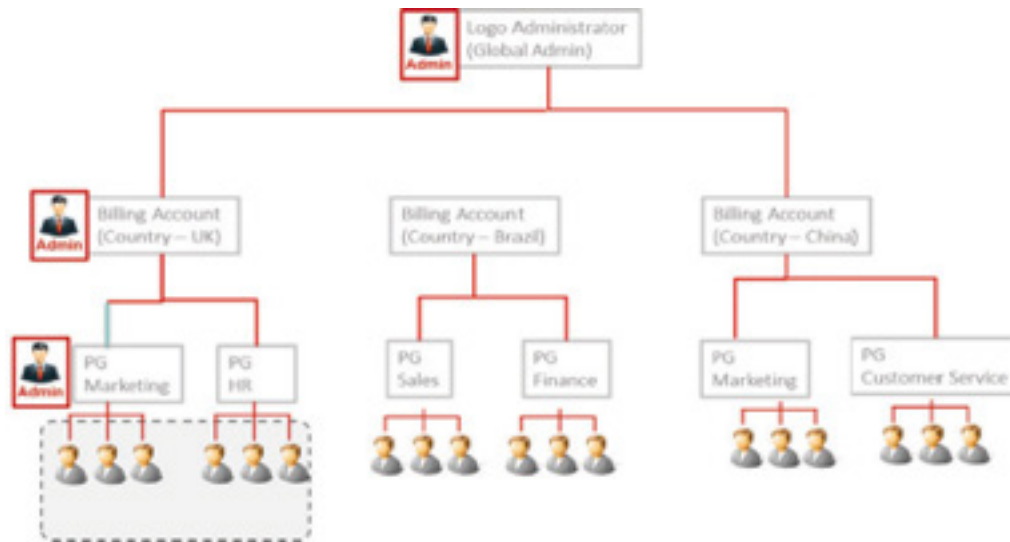 Logo Administrator
(Global Admin)
Admin
Billing Account
(Country – UK)
Admin
Billing Account
(Country – Brazil)
Billing Account
(Country – China)
Admin
PG
Marketing
PG
HR
PG
Sales
PG
Finance
PG
Marketing
PG
Customer Service